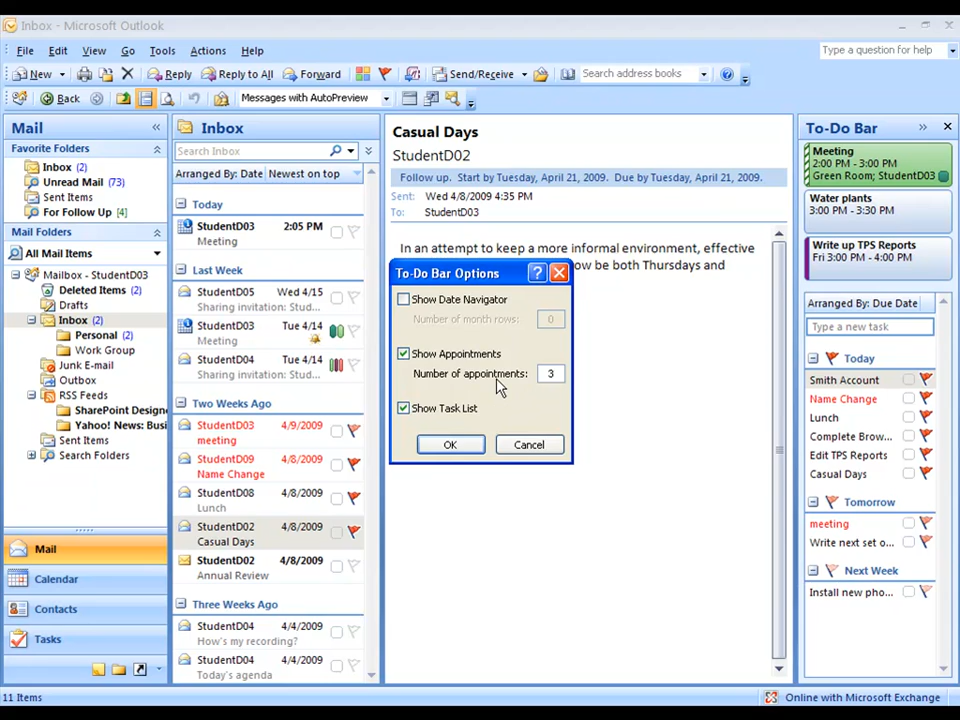 Inbox - Microsoft Outlook
File Edit View Go Tools Actions Help
Type a question for help
New Reply Reply to All Forward Send/Receive Search address books
Back Messages with AutoPreview
Mail
Favorite Folders
Inbox (2)
Unread Mail (73)
Sent Items
For Follow Up [4]
Mail Folders
All Mail Items
Mailbox - StudentD03
Deleted Items (2)
Drafts
Inbox (2)
Personal (2)
Work Group
Junk E-mail
Outbox
RSS Feeds
SharePoint Designe
Yahoo! News: Busi
Sent Items
Search Folders
Mail
Calendar
Contacts
Tasks
Inbox
Search Inbox
Arranged By: Date Newest on top
Today
StudentD03 2:05 PM
Meeting
Last Week
StudentD05 Wed 4/15
Sharing invitation: Stud...
StudentD03 Tue 4/14
Meeting
StudentD04 Tue 4/14
Sharing invitation: Stud...
Two Weeks Ago
StudentD03 4/9/2009
meeting
StudentD09 4/8/2009
Name Change
StudentD08 4/8/2009
Lunch
StudentD02 4/8/2009
Casual Days
StudentD02 4/8/2009
Annual Review
Three Weeks Ago
StudentD04 4/4/2009
How's my recording?
StudentD04 4/4/2009
Today's agenda
Casual Days
StudentD02
Follow up. Start by Tuesday, April 21, 2009. Due by Tuesday, April 21, 2009.
Sent: Wed 4/8/2009 4:35 PM
To: StudentD03
In an attempt to keep a more informal environment, effective
ow be both Thursdays and
To-Do Bar Options
Show Date Navigator
Number of month rows: 0
Show Appointments
Number of appointments: 3
Show Task List
OK Cancel
To-Do Bar
Meeting
2:00 PM - 3:00 PM
Green Room; StudentD03
Water plants
3:00 PM - 3:30 PM
Write up TPS Reports
Fri 3:00 PM - 4:00 PM
Arranged By: Due Date
Type a new task
Today
Smith Account
Name Change
Lunch
Complete Brow...
Edit TPS Reports
Casual Days
Tomorrow
meeting
Write next set o...
Next Week
Install new pho...
11 Items
Online with Microsoft Exchange